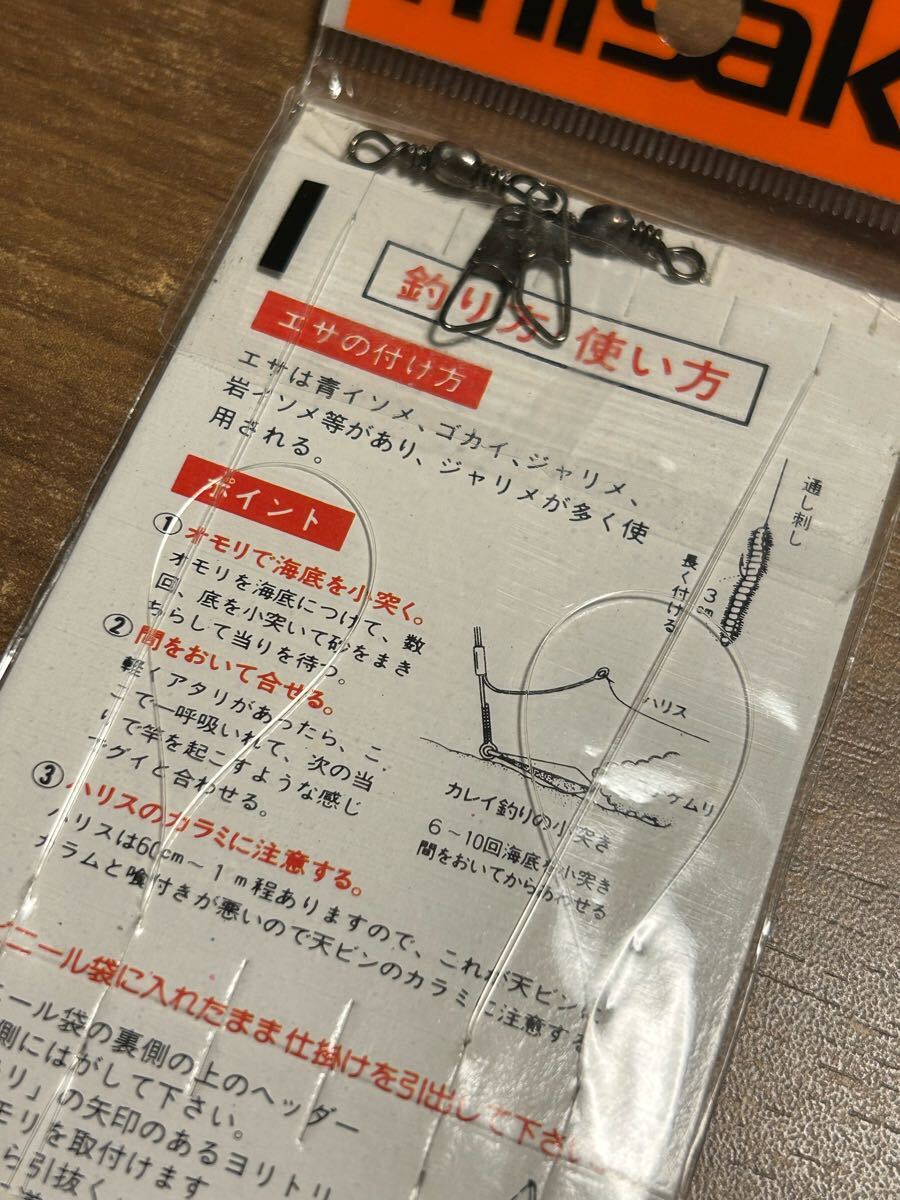 misak
釣り方 使い方
エサの付け方
エサは青イソメ、ゴカイ、ジャリメ、
岩イソメ等があり、ジャリメが多く使
用される。
通し刺し
3cm
長く付ける
ポイント
① オモリで海底を小突く。
オモリを海底につけて、数
回、底を小突いて砂をまき
ちらして当りを待つ。
② 間をおいて合せる。
軽くアタリがあったら、こ
こで一呼吸いれて、次の当
りで竿を起こすような感じ
でグイと合わせる。
③ ハリスのカラミに注意する。
ハリスは60cm～1m程ありますので、これが天ビンに
カラムと喰付きが悪いので天ビンのカラミに注意する
ハリス
ケムリ
カレイ釣りの小突き
6～10回海底を小突き
間をおいてからあわせる
ニール袋に入れたまま仕掛けを引出して下さい
ール袋の裏側の上のヘッダー
側にはがして下さい。
リ」の矢印のあるヨリトリ
モリを取付けます
ら引抜く